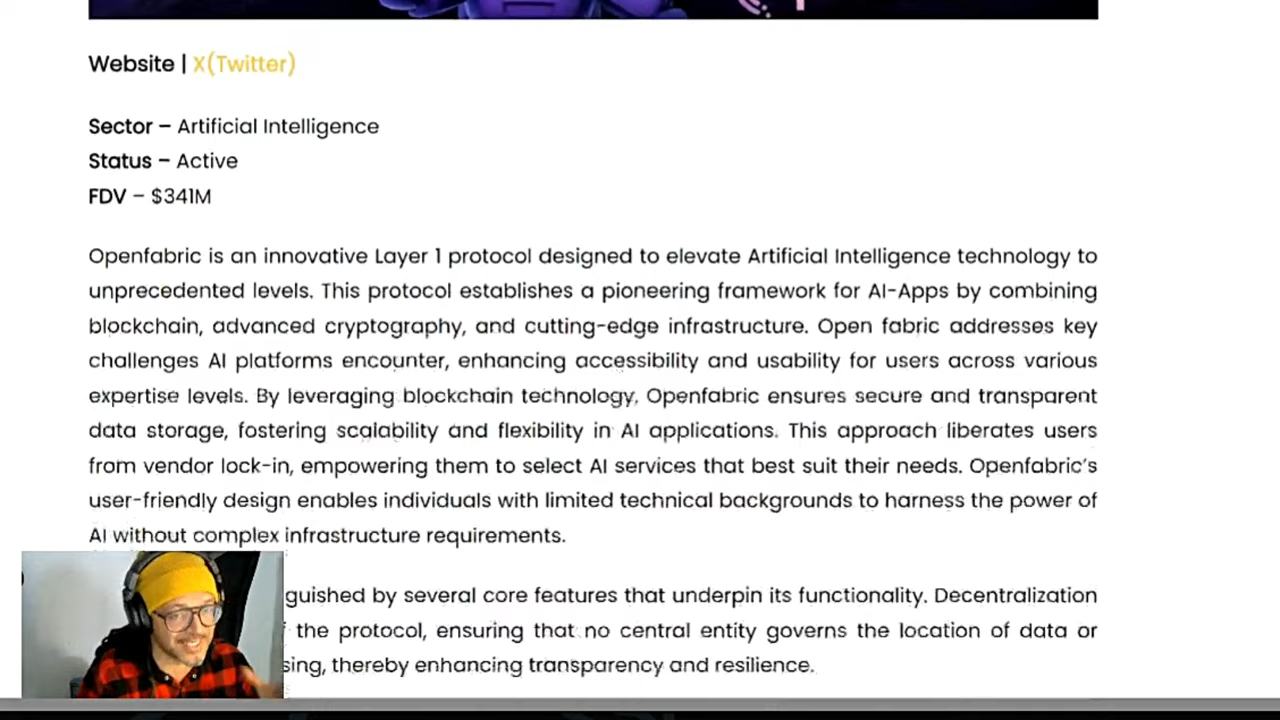 Website | X(Twitter)
Sector – Artificial Intelligence
Status – Active
FDV – $341M
Openfabric is an innovative Layer 1 protocol designed to elevate Artificial Intelligence technology to
unprecedented levels. This protocol establishes a pioneering framework for AI-Apps by combining
blockchain, advanced cryptography, and cutting-edge infrastructure. Open fabric addresses key
challenges AI platforms encounter, enhancing accessibility and usability for users across various
expertise levels. By leveraging blockchain technology, Openfabric ensures secure and transparent
data storage, fostering scalability and flexibility in AI applications. This approach liberates users
from vendor lock-in, empowering them to select AI services that best suit their needs. Openfabric's
user-friendly design enables individuals with limited technical backgrounds to harness the power of
AI without complex infrastructure requirements.
guished by several core features that underpin its functionality. Decentralization
the protocol, ensuring that no central entity governs the location of data or
sing, thereby enhancing transparency and resilience.